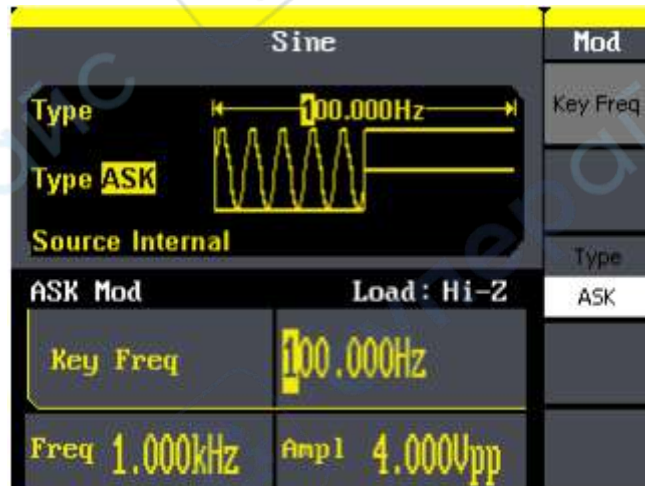 Sine
Mod
Type
100.000Hz
Key Freq
Type ASK
Source Internal
Type
ASK
ASK Mod
Load: Hi-Z
Key Freq
100.000Hz
Freq 1.000kHz
Ampl 4.000Vpp